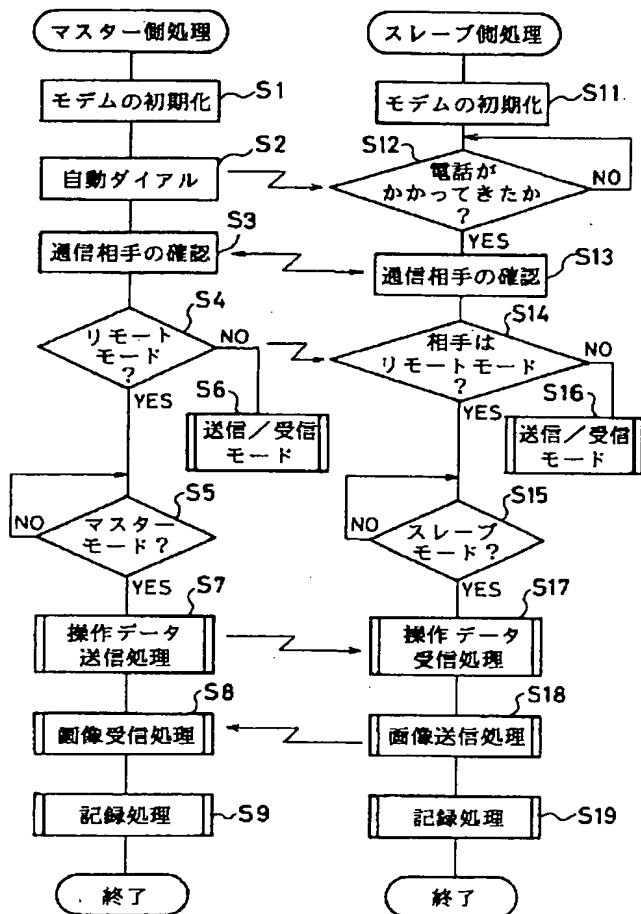 マスター側処理
モデムの初期化
S1
自動ダイアル
S2
通信相手の確認
S3
リモート
モード
?
S4
NO
YES
S6
送信/受信
モード
マスター
モード?
S5
NO
YES
操作データ
送信処理
S7
画像受信処理
S8
記録処理
S9
終了
スレーブ側処理
モデムの初期化
S11
電話が
かかってきたか
?
S12
NO
YES
通信相手の確認
S13
相手は
リモートモード
?
S14
NO
YES
S16
送信/受信
モード
スレーブ
モード?
S15
NO
YES
操作データ
受信処理
S17
画像送信処理
S18
記録処理
S19
終了